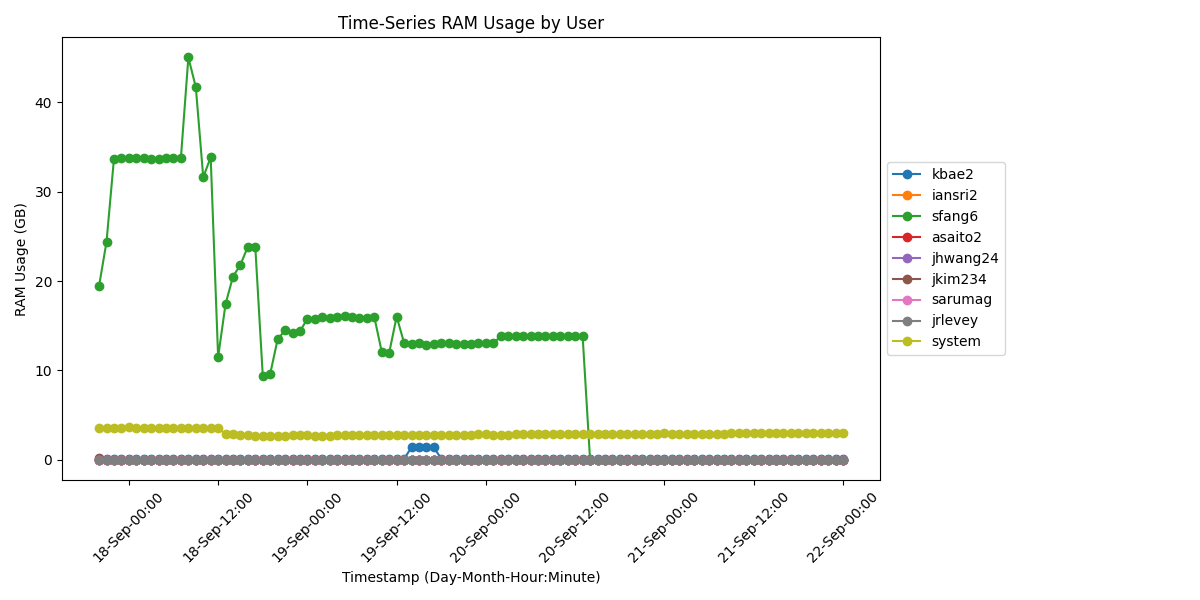 Time-Series RAM Usage by User
RAM Usage (GB)
40
30
20
10
0
18-Sep-00:00
18-Sep-12:00
19-Sep-00:00
19-Sep-12:00
20-Sep-00:00
20-Sep-12:00
21-Sep-00:00
21-Sep-12:00
22-Sep-00:00
Timestamp (Day-Month-Hour:Minute)
kbae2
iansri2
sfang6
asaito2
jhwang24
jkim234
sarumag
jrlevey
system